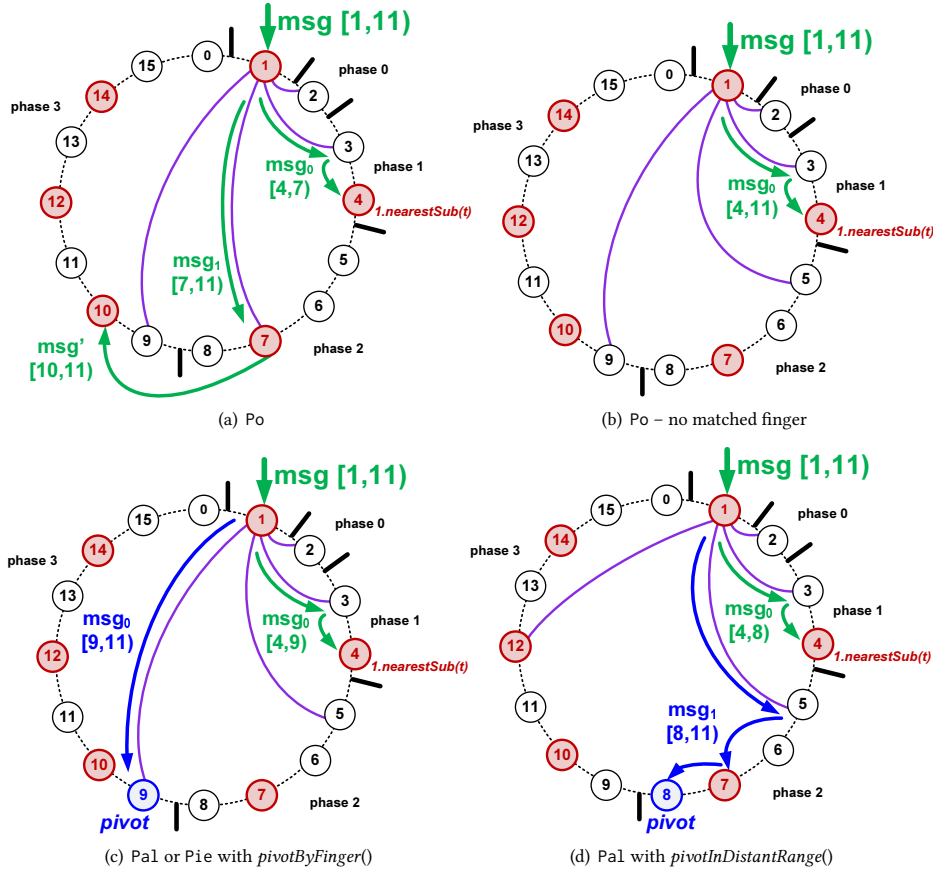 msg [1,11)
0
1
15
2
phase 0
14
phase 3
13
3
phase 1
msg0
[4,7)
12
4
1.nearestSub(t)
msg1
[7,11)
11
5
10
6
9
8
7
phase 2
msg'
[10,11)
(a) Po
msg [1,11)
0
1
15
2
phase 0
14
phase 3
13
3
phase 1
msg0
[4,11)
12
4
1.nearestSub(t)
11
5
10
6
9
8
7
phase 2
(b) Po – no matched finger
msg [1,11)
0
1
15
2
phase 0
14
phase 3
13
3
phase 1
msg0
[9,11)
msg0
[4,9)
12
4
1.nearestSub(t)
11
5
10
6
9
8
7
phase 2
pivot
(c) Pal or Pie with pivotByFinger()
msg [1,11)
0
1
15
2
phase 0
14
phase 3
13
3
phase 1
msg0
[4,8)
12
4
1.nearestSub(t)
11
5
msg1
[8,11)
10
6
9
8
7
phase 2
pivot
(d) Pal with pivotInDistantRange()